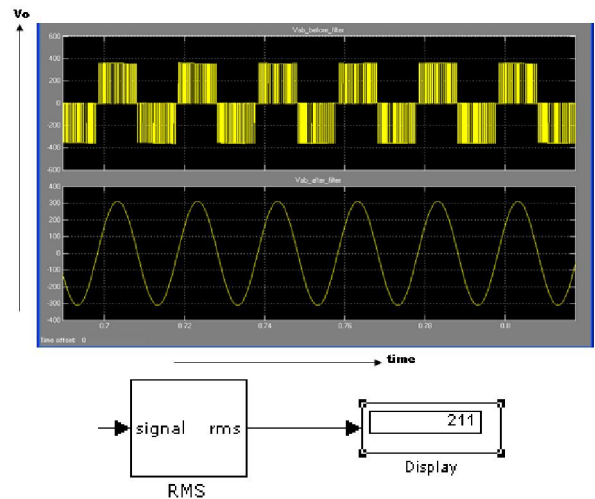 Vo
Vab_before_filter
600
400
200
0
-200
-400
-600
Vab_after_filter
400
300
200
100
0
-100
-200
-300
-400
0.7
0.72
0.74
0.76
0.78
0.8
Time offset: 0
time
signal rms
211
RMS
Display